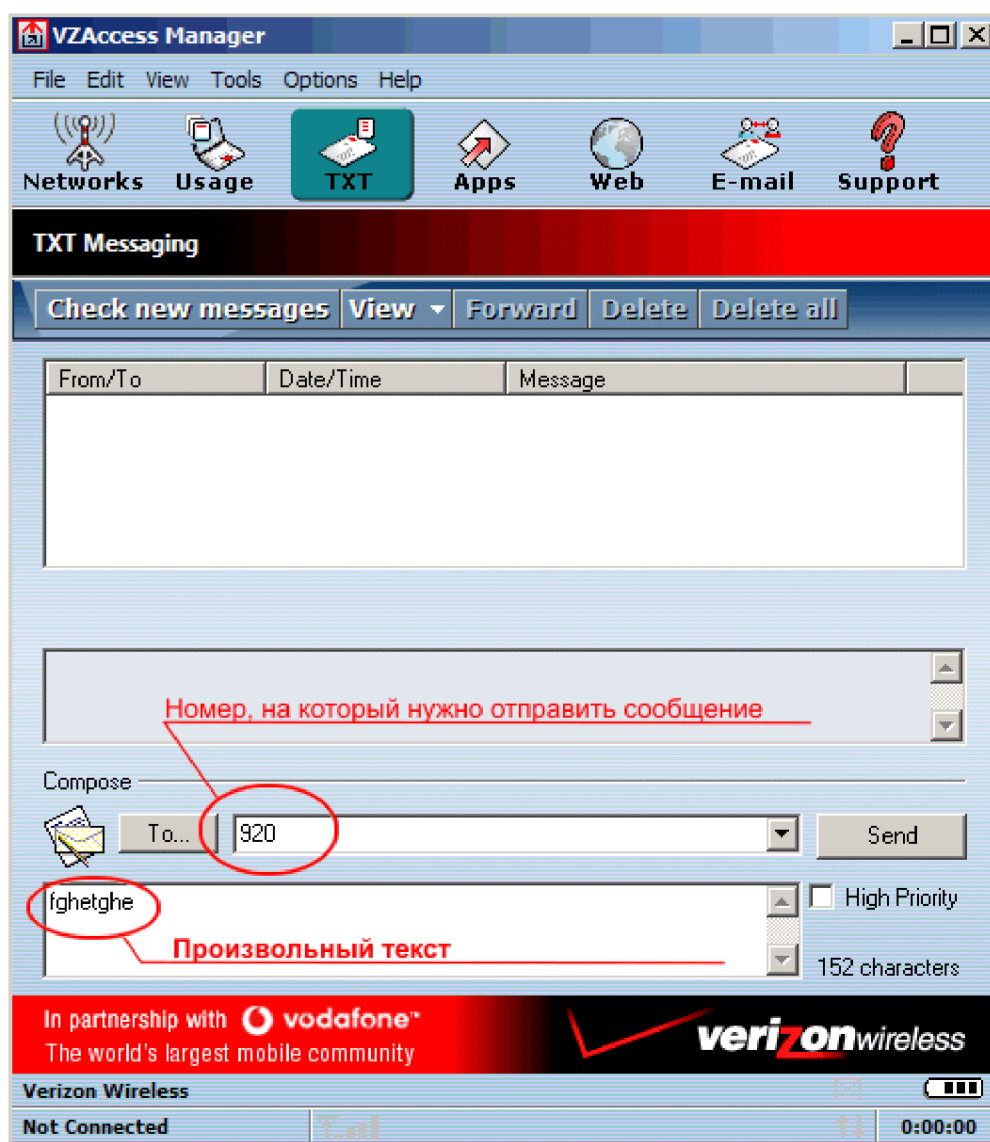 VZAccess Manager
File Edit View Tools Options Help
Networks Usage TXT Apps Web E-mail Support
TXT Messaging
Check new messages View Forward Delete Delete all
From/To Date/Time Message
Номер, на который нужно отправить сообщение
Compose
To... 920 Send
fghetghe High Priority
Произвольный текст
152 characters
In partnership with vodafone™
The world's largest mobile community
verizonwireless
Verizon Wireless
Not Connected 0:00:00